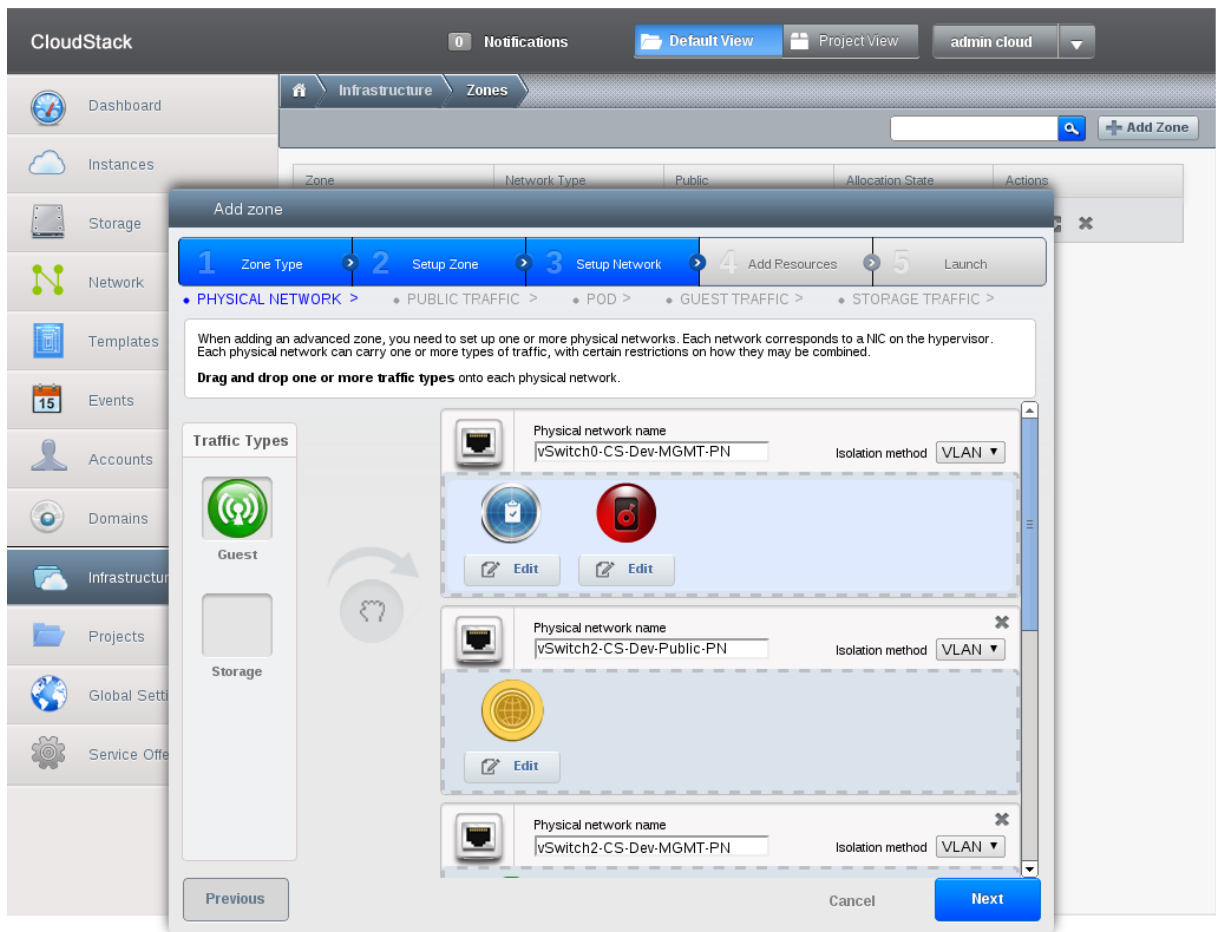 CloudStack
0 Notifications
Default View
Project View
admin cloud
Dashboard
Instances
Storage
Network
Templates
15
Events
Accounts
Domains
Infrastructur
Projects
Global Setti
Service Offe
Infrastructure
Zones
Add Zone
Zone
Network Type
Public
Allocation State
Actions
Add zone
1 Zone Type
2 Setup Zone
3 Setup Network
4 Add Resources
5 Launch
• PHYSICAL NETWORK > • PUBLIC TRAFFIC > • POD > • GUEST TRAFFIC > • STORAGE TRAFFIC >
When adding an advanced zone, you need to set up one or more physical networks. Each network corresponds to a NIC on the hypervisor.
Each physical network can carry one or more types of traffic, with certain restrictions on how they may be combined.
Drag and drop one or more traffic types onto each physical network.
Traffic Types
Guest
Storage
Physical network name
vSwitch0-CS-Dev-MGMT-PN
Isolation method VLAN
Edit
Edit
Physical network name
vSwitch2-CS-Dev-Public-PN
Isolation method VLAN
Edit
Physical network name
vSwitch2-CS-Dev-MGMT-PN
Isolation method VLAN
Previous
Cancel
Next